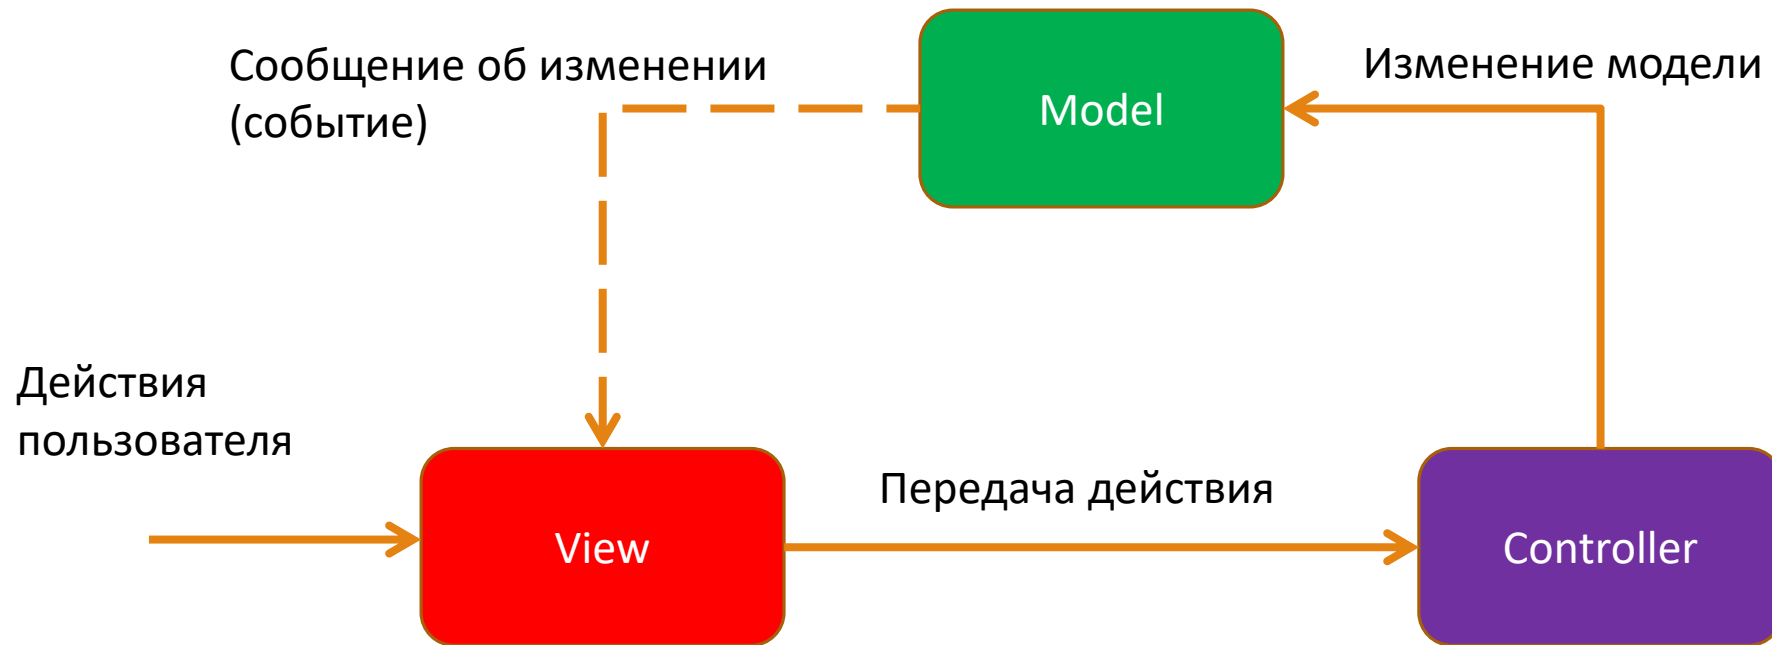 Сообщение об изменении
(событие)
Model
Изменение модели
Действия
пользователя
View
Передача действия
Controller